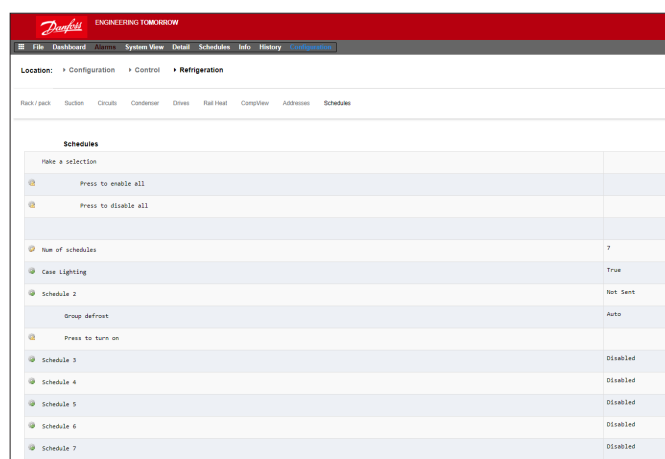 Danfoss ENGINEERING TOMORROW
File Dashboard Alarms System View Detail Schedules Info History Configuration
Location: Configuration Control Refrigeration
Rack / pack Suction Circuits Condenser Drives Rail Heat CompView Addresses Schedules
Schedules
Make a selection
Press to enable all
Press to disable all
Num of schedules 7
Case Lighting True
Schedule 2 Not Sent
Group defrost Auto
Press to turn on
Schedule 3 Disabled
Schedule 4 Disabled
Schedule 5 Disabled
Schedule 6 Disabled
Schedule 7 Disabled